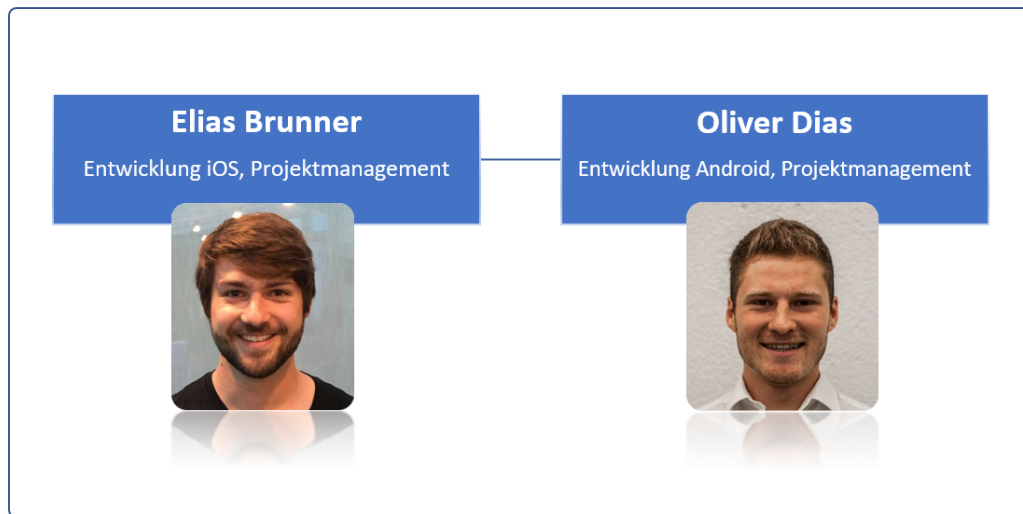 Elias Brunner
Entwicklung iOS, Projektmanagement
Oliver Dias
Entwicklung Android, Projektmanagement